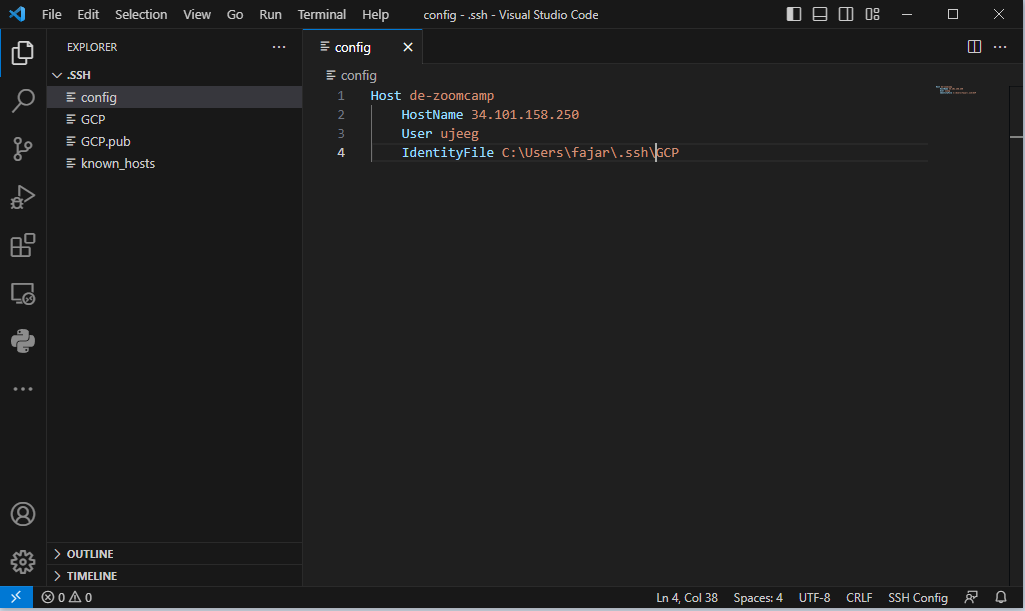 File Edit Selection View Go Run Terminal Help config - .ssh - Visual Studio Code
EXPLORER
config
.SSH
config
GCP
GCP.pub
known_hosts
OUTLINE
TIMELINE
config
1 Host de-zoomcamp
2 HostName 34.101.158.250
3 User ujeeg
4 IdentityFile C:\Users\fajar\.ssh\GCP
0 0 Ln 4, Col 38 Spaces: 4 UTF-8 CRLF SSH Config